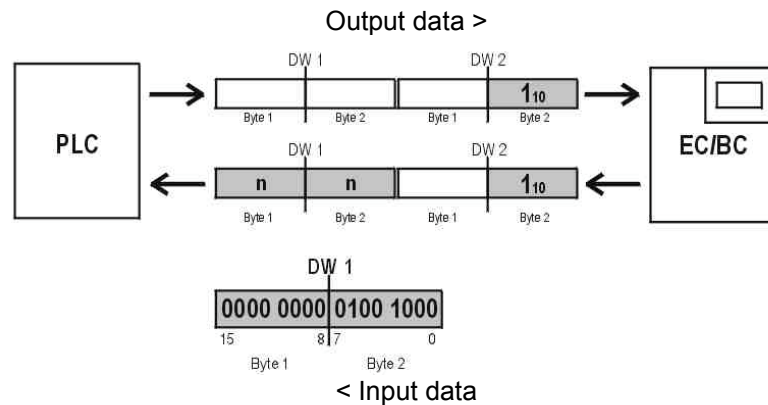 Output data >
DW 1 DW 2
1₁₀
Byte 1 Byte 2 Byte 1 Byte 2
PLC
EC/BC
DW 1 DW 2
n n 1₁₀
Byte 1 Byte 2 Byte 1 Byte 2
DW 1
0000 0000 0100 1000
15 8 7 0
Byte 1 Byte 2
< Input data